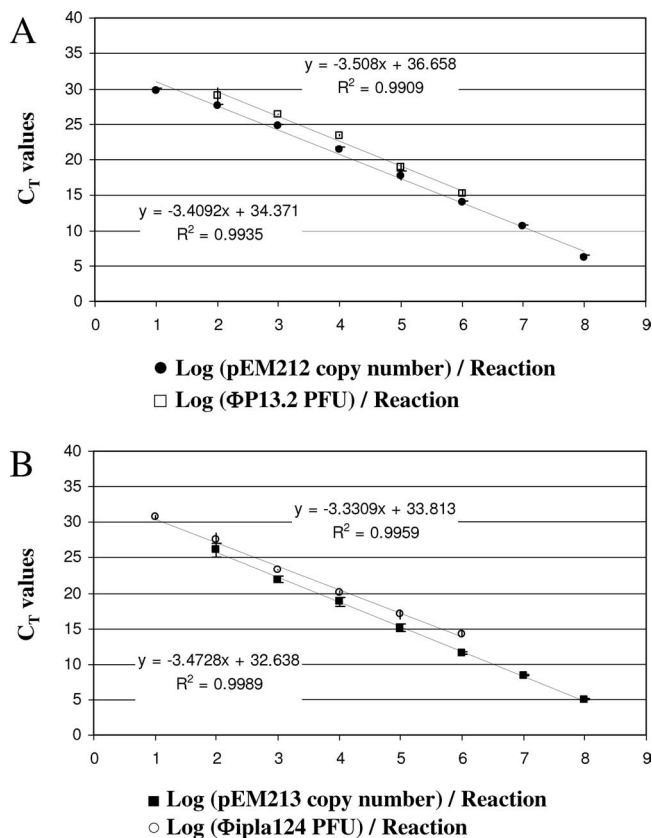 A
40
35
30
25
20
15
10
5
0
C_T values
y = -3.508x + 36.658
R² = 0.9909
y = -3.4092x + 34.371
R² = 0.9935
0 1 2 3 4 5 6 7 8 9
● Log (pEM212 copy number) / Reaction
□ Log (ΦP13.2 PFU) / Reaction
B
40
35
30
25
20
15
10
5
0
C_T values
y = -3.3309x + 33.813
R² = 0.9959
y = -3.4728x + 32.638
R² = 0.9989
0 1 2 3 4 5 6 7 8 9
■ Log (pEM213 copy number) / Reaction
○ Log (Φipla124 PFU) / Reaction